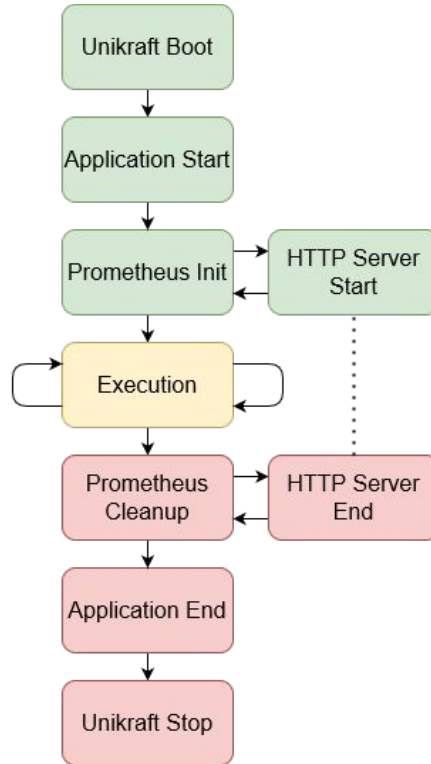 Unikraft Boot
Application Start
Prometheus Init
HTTP Server
Start
Execution
Prometheus
Cleanup
HTTP Server
End
Application End
Unikraft Stop